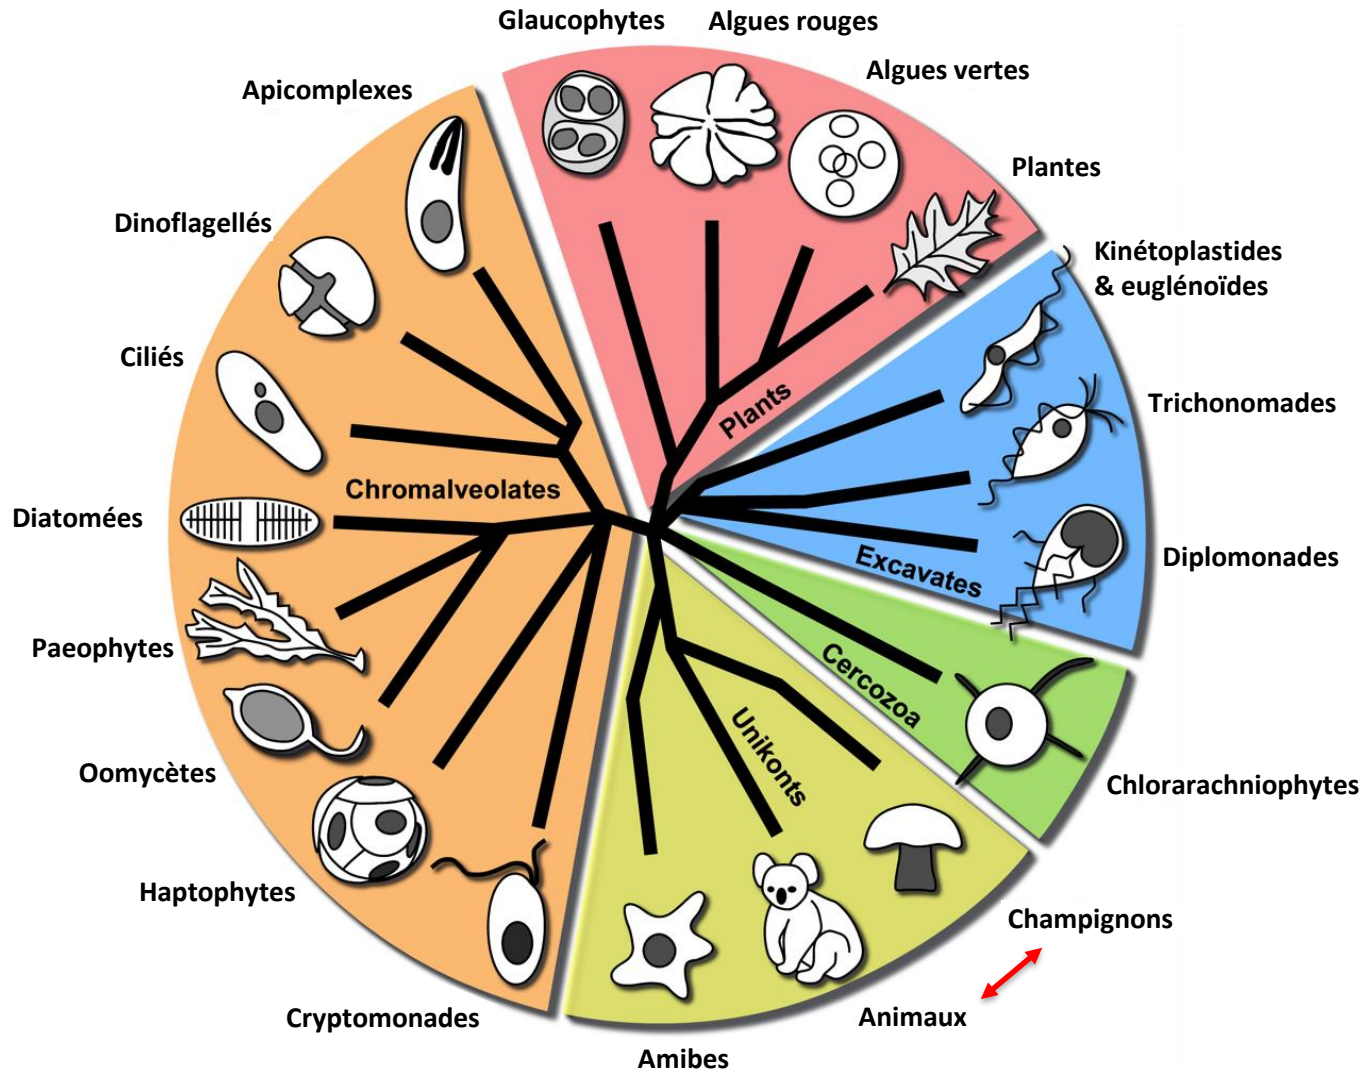 Glaucophytes
Algues rouges
Algues vertes
Apicomplexes
Plantes
Dinoflagellés
Kinétoplastides
& euglénoïdes
Ciliés
Trichonomades
Plants
Chromalveolates
Diatomées
Excavates
Diplomonades
Paeophytes
Cercozoa
Unikonts
Oomycètes
Chlorarachniophytes
Haptophytes
Champignons
Cryptomonades
Animaux
Amibes